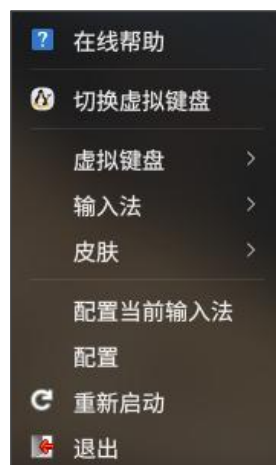 在线帮助
切换虚拟键盘
虚拟键盘
输入法
皮肤
配置当前输入法
配置
重新启动
退出